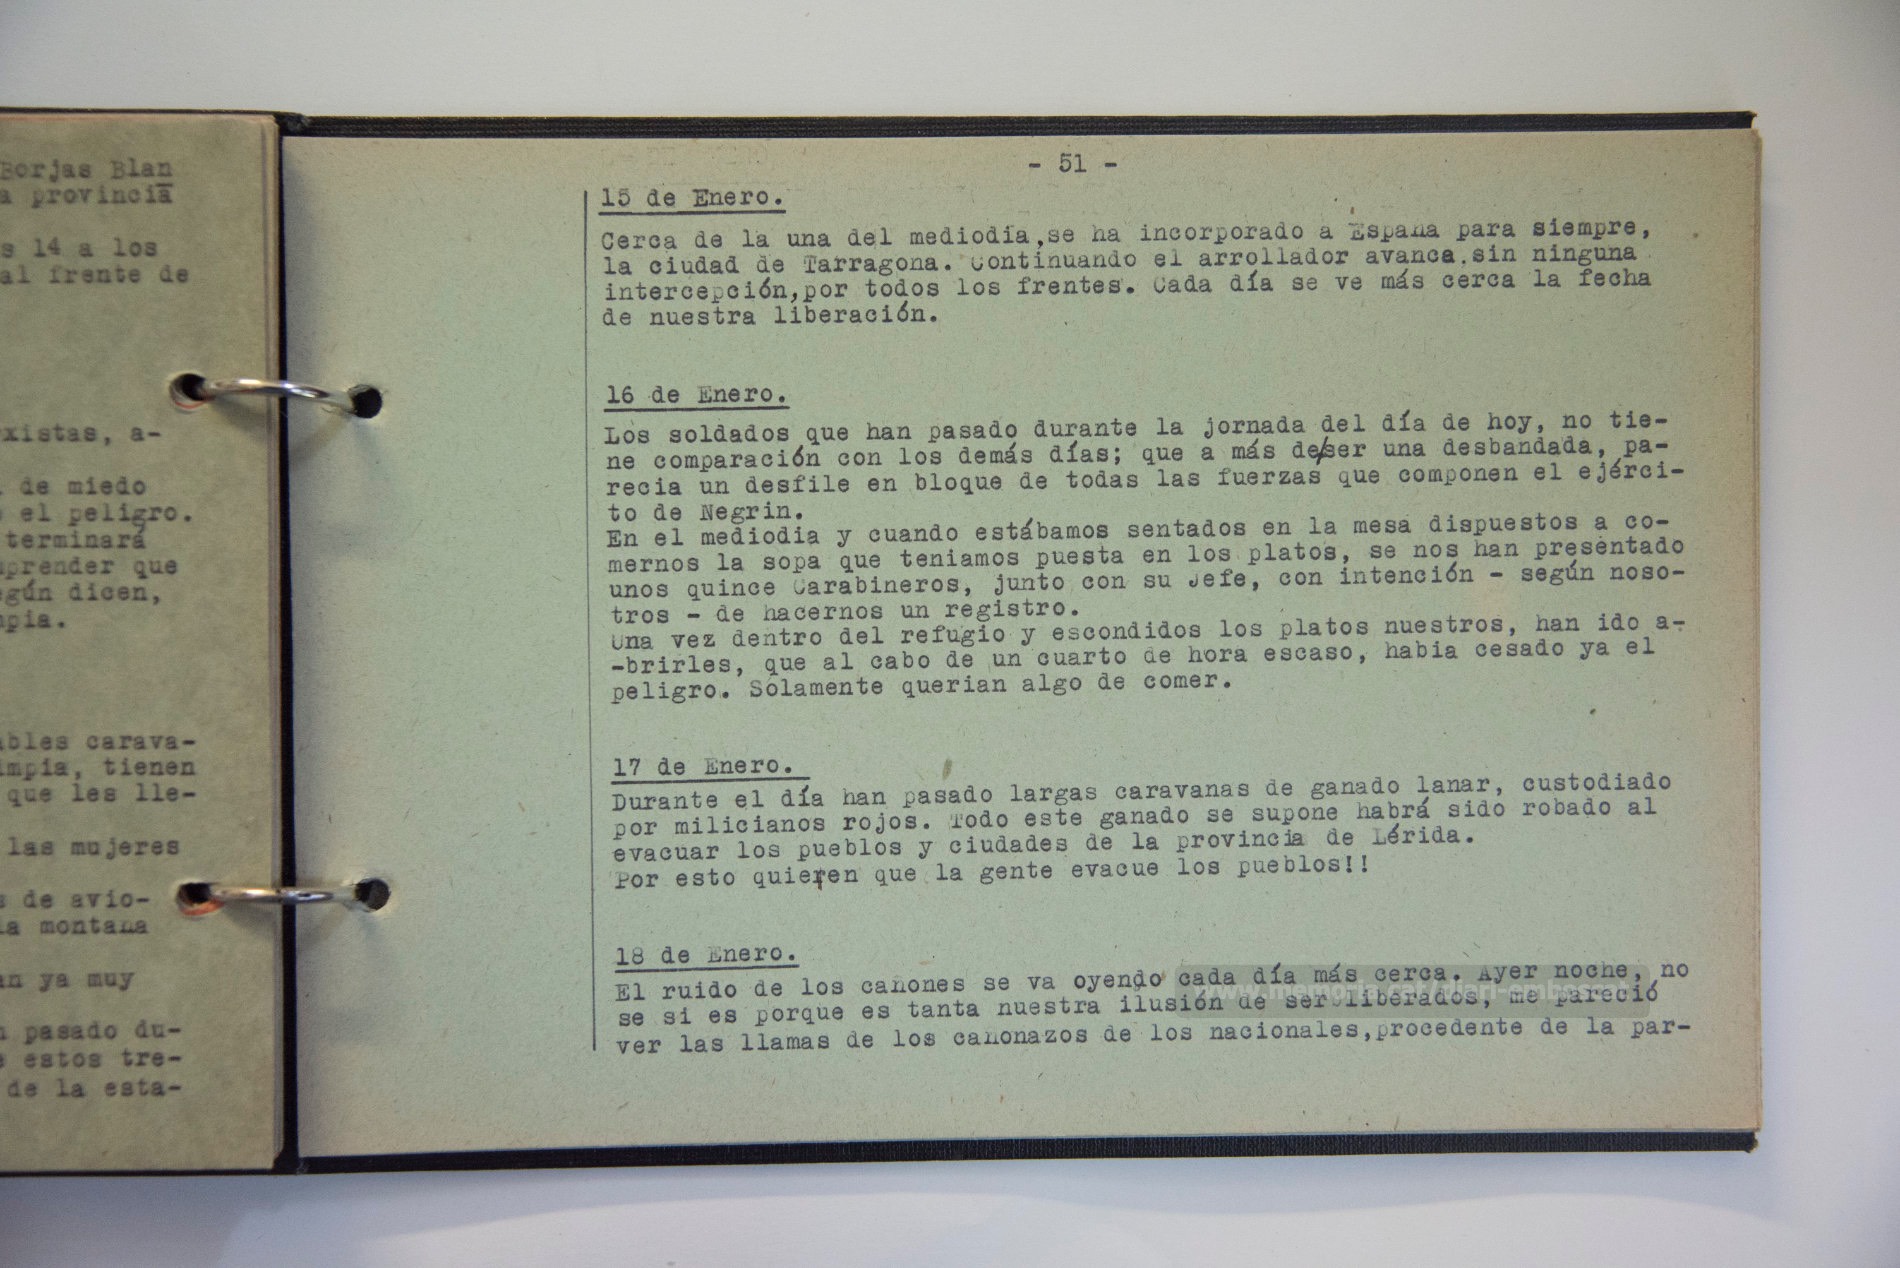 Borjas Blan
a provincia
s 14 a los
al frente de
rxistas, a-
de miedo
el peligro.
terminará
mprender que
egún dicen,
mpia.
ables carava-
impia, tienen
que les lle-
las mujeres
s de avio-
la montaña
an ya muy
n pasado du-
e estos tre-
de la esta-
- 51 -
15 de Enero.
Cerca de la una del mediodía,se ha incorporado a España para siempre,
la ciudad de Tarragona. Continuando el arrollador avance,sin ninguna
intercepción,por todos los frentes. Cada día se ve más cerca la fecha
de nuestra liberación.
16 de Enero.
Los soldados que han pasado durante la jornada del día de hoy, no tie-
ne comparación con los demás días; que a más de/ser una desbandada, pa-
recia un desfile en bloque de todas las fuerzas que componen el ejérci-
to de Negrin.
En el mediodia y cuando estábamos sentados en la mesa dispuestos a co-
mernos la sopa que teniamos puesta en los platos, se nos han presentado
unos quince Carabineros, junto con su Jefe, con intención - según noso-
tros - de hacernos un registro.
Una vez dentro del refugio y escondidos los platos nuestros, han ido a-
-brirles, que al cabo de un cuarto de hora escaso, habia cesado ya el
peligro. Solamente querian algo de comer.
17 de Enero.
Durante el día han pasado largas caravanas de ganado lanar, custodiado
por milicianos rojos. Todo este ganado se supone habrá sido robado al
evacuar los pueblos y ciudades de la provincia de Lérida.
Por esto quieren que la gente evacue los pueblos!!
18 de Enero.
El ruido de los cañones se va oyendo cada día más cerca. Ayer noche, no
se si es porque es tanta nuestra ilusión de ser liberados, me pareció
ver las llamas de los cañonazos de los nacionales,procedente de la par-